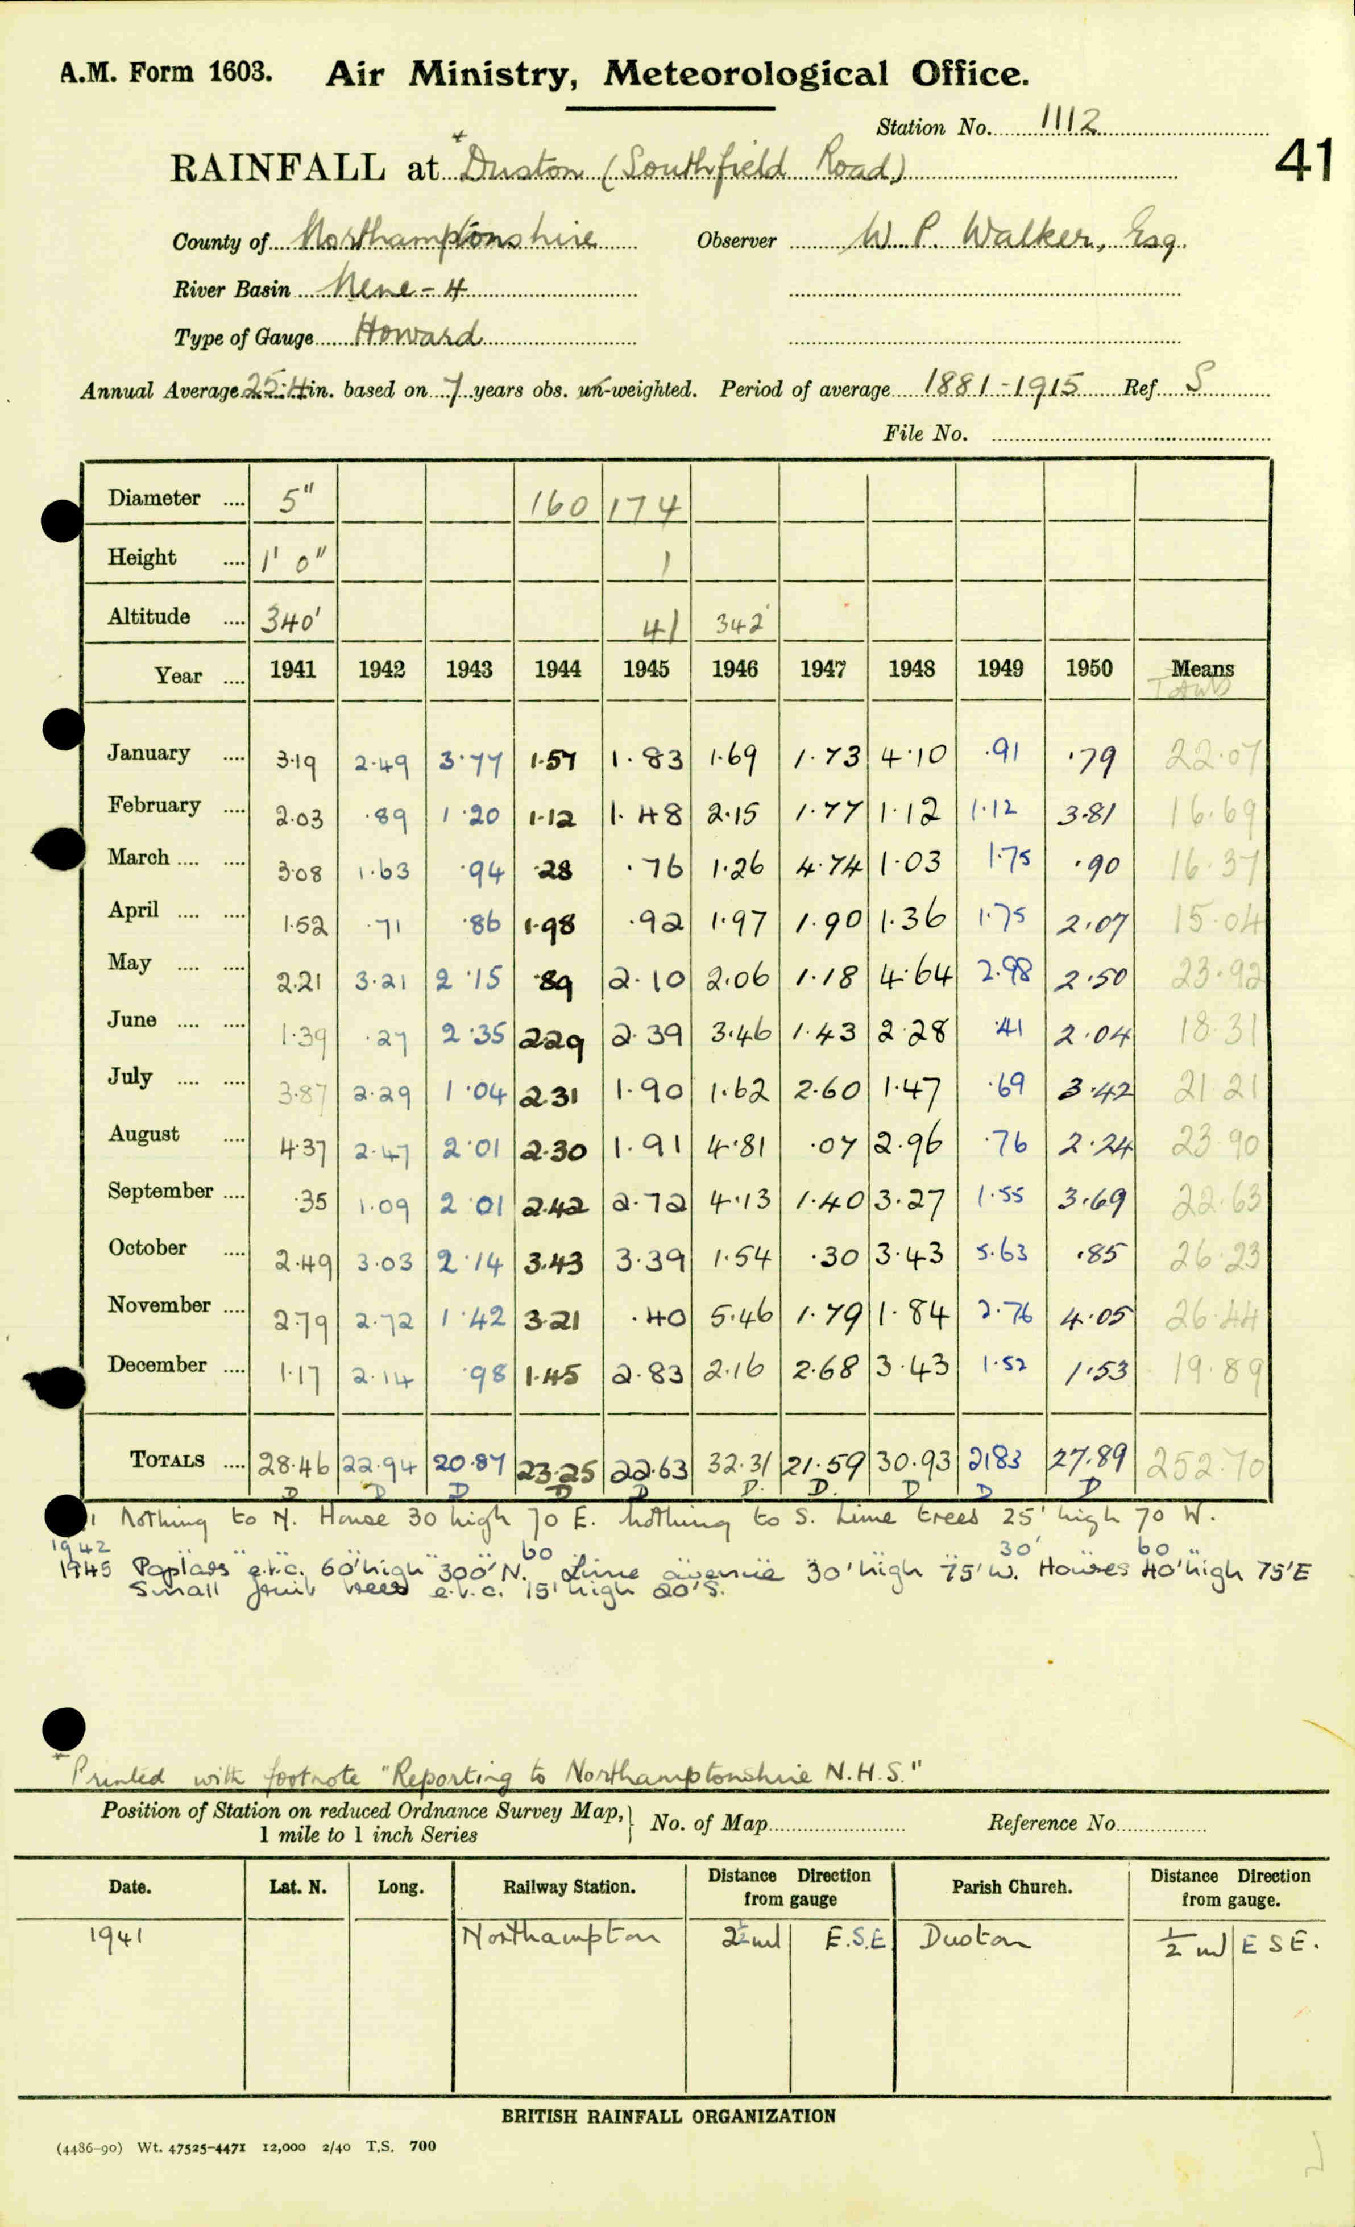 A.M. Form 1603. Air Ministry, Meteorological Office.
Station No. 1112
41
RAINFALL at *Duston (Southfield Road)
County of Northamptonshire Observer W. P. Walker, Esq.
River Basin Nene - 4
Type of Gauge Howard
Annual Average 25.4 in. based on 7 years obs. un-weighted. Period of average 1881-1915 Ref S
File No.
Diameter .... 5" 160 174
Height .... 1' 0" 1
Altitude .... 340' 41 342'
Year .... 1941 1942 1943 1944 1945 1946 1947 1948 1949 1950 Means
Totals
January .... 3.19 2.49 3.77 1.57 1.83 1.69 1.73 4.10 .91 .79 22.07
February .... 2.03 .89 1.20 1.12 1.48 2.15 1.77 1.12 1.12 3.81 16.69
March .... .... 3.08 1.63 .94 .28 .76 1.26 4.74 1.03 1.75 .90 16.37
April .... .... 1.52 .71 .86 1.98 .92 1.97 1.90 1.36 1.75 2.07 15.04
May .... .... 2.21 3.21 2.15 .89 2.10 2.06 1.18 4.64 2.98 2.50 23.92
June .... .... 1.39 .27 2.35 2.29 2.39 3.46 1.43 2.28 .41 2.04 18.31
July .... .... 3.87 2.29 1.04 2.31 1.90 1.62 2.60 1.47 .69 3.42 21.21
August .... 4.37 2.47 2.01 2.30 1.91 4.81 .07 2.96 .76 2.24 23.90
September .... .35 1.09 2.01 2.42 2.72 4.13 1.40 3.27 1.55 3.69 22.63
October .... 2.49 3.03 2.14 3.43 3.39 1.54 .30 3.43 5.63 .85 26.23
November .... 2.79 2.72 1.42 3.21 .40 5.46 1.79 1.84 2.76 4.05 26.44
December .... 1.17 2.14 .98 1.45 2.83 2.16 2.68 3.43 1.52 1.53 19.89
TOTALS .... 28.46 22.94 20.87 23.25 22.63 32.31 21.59 30.93 21.83 27.89 252.70
D D D D D D. D. D D D
Nothing to N. House 30 high 70 E. Nothing to S. Lime trees 25' high 70 W.
1942 " " " " 60 " " 30' " 60 "
1945 Poplars e.t.c. 60' high 300' N. Lime avenue 30' high 75' W. Houses 40' high 75' E
Small fruit trees e.t.c. 15' high 20' S.
*Printed with footnote "Reporting to Northamptonshire N.H.S."
Position of Station on reduced Ordnance Survey Map, 1 mile to 1 inch Series No. of Map Reference No.
Date. Lat. N. Long. Railway Station. Distance Direction from gauge Parish Church. Distance Direction from gauge.
1941 Northampton 2½ ml E.S.E. Duston ½ ml E S E.
BRITISH RAINFALL ORGANIZATION
(4486-90) Wt. 47525-4471 12,000 2/40 T.S. 700